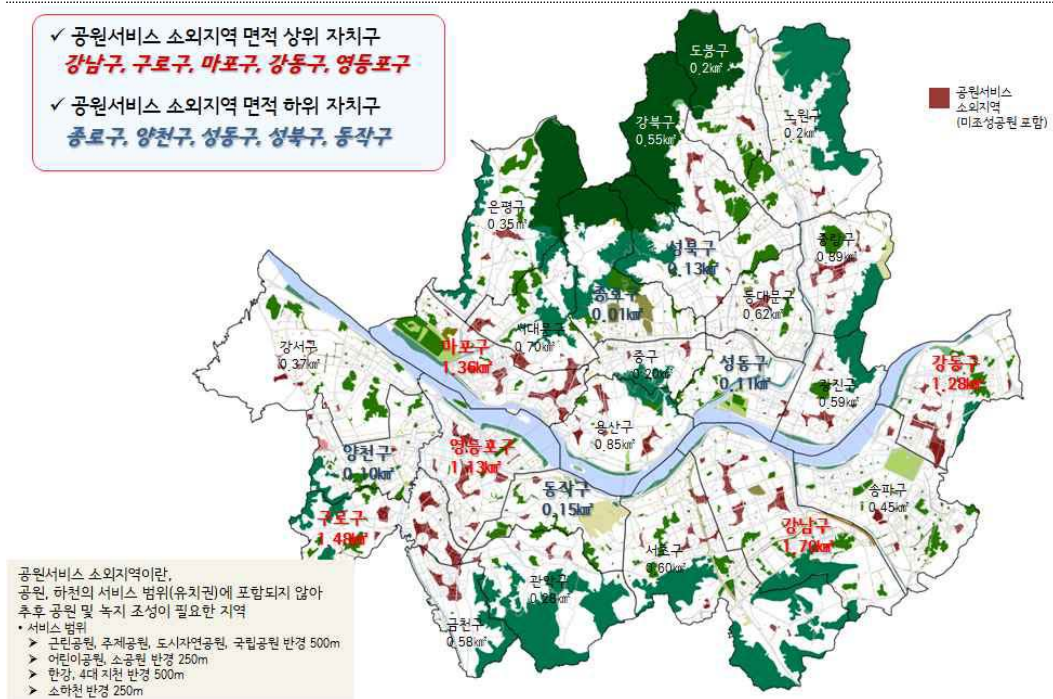 ✓ 공원서비스 소외지역 면적 상위 자치구
강남구, 구로구, 마포구, 강동구, 영등포구
✓ 공원서비스 소외지역 면적 하위 자치구
종로구, 양천구, 성동구, 성북구, 동작구
공원서비스
소외지역
(미조성공원 포함)
도봉구
0.2㎢
강북구
0.55㎢
노원구
0.2㎢
은평구
0.35㎡
성북구
0.13㎢
중랑구
0.89㎢
종로구
0.01㎢
동대문구
0.62㎢
서대문구
0.70㎢
강서구
0.37㎢
마포구
1.36㎢
중구
0.20㎢
성동구
0.11㎢
광진구
0.59㎢
강동구
1.28㎢
용산구
0.85㎢
양천구
0.10㎢
영등포구
1.13㎢
동작구
0.15㎢
송파구
0.45㎢
구로구
1.48㎢
강남구
1.70㎢
서초구
0.60㎢
관악구
0.28㎢
금천구
0.58㎢
공원서비스 소외지역이란,
공원, 하천의 서비스 범위(유치권)에 포함되지 않아
추후 공원 및 녹지 조성이 필요한 지역
• 서비스 범위
➤ 근린공원, 주제공원, 도시자연공원, 국립공원 반경 500m
➤ 어린이공원, 소공원 반경 250m
➤ 한강, 4대 지천 반경 500m
➤ 소하천 반경 250m